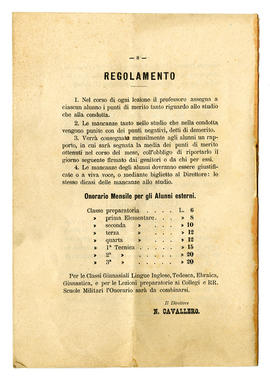 — 8 —
REGOLAMENTO
1. Nel corso di ogni lezione il professore assegna a
ciascun alunno i punti di merito tanto riguardo allo studio
che alla condotta.
2. Le mancanze tanto nello studio che nella condotta
vengono punite con dei punti negativi, detti di demerito.
3. Verrà consegnato mensilmente agli alunni, un rap-
porto, in cui sarà segnata la media dei punti di merito
ottenuti nel corso del mese, coll'obbligo di riportarlo il
giorno seguente firmato dai genitori o da chi per essi.
4. Le mancanze degli alunni dovranno essere giustifi-
cate o a viva voce, o mediante biglietto al Direttore: lo
stesso dicasi delle mancanze allo studio.
Onorario Mensile per gli Alunni esterni.
Classe preparatoria . . . . L. 6
» prima Elementare . . . » 8
» seconda » . . . » 10
» terza » . . . » 12
» quarta » . . . » 12
» 1ª Tecnica . . . . » 15
» 2ª » . . . . » 20
» 3ª » . . . . » 20
Per le Classi Ginnasiali Lingue Inglese, Tedesca, Ebraica,
Ginnastica, e per le Lezioni preparatorie ai Collegi e RR.
Scuole Militari l'Onorario sarà da combinarsi.
Il Direttore
N. CAVALLERO.